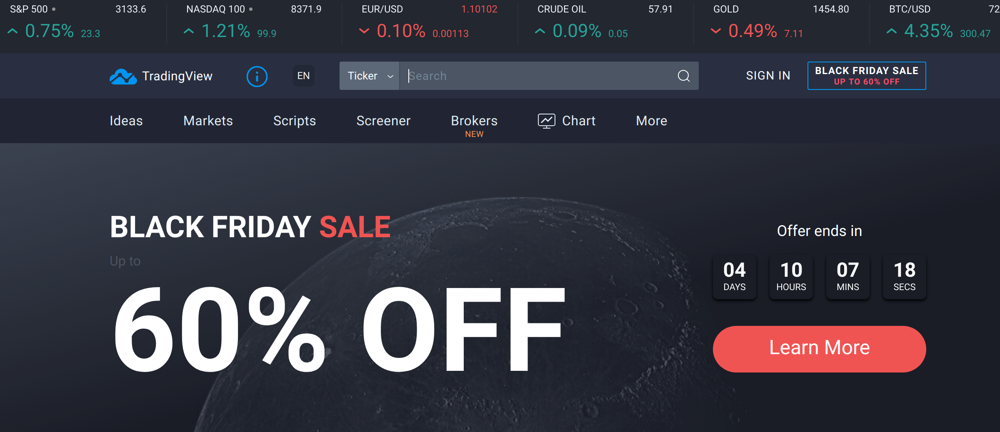 S&P 500 3133.6
0.75% 23.3
NASDAQ 100 8371.9
1.21% 99.9
EUR/USD 1.10102
0.10% 0.00113
CRUDE OIL 57.91
0.09% 0.05
GOLD 1454.80
0.49% 7.11
BTC/USD 72
4.35% 300.47
TradingView
EN
Ticker
Search
SIGN IN
BLACK FRIDAY SALE
UP TO 60% OFF
Ideas
Markets
Scripts
Screener
Brokers
NEW
Chart
More
BLACK FRIDAY SALE
Up to
60% OFF
Offer ends in
04 10 07 18
DAYS HOURS MINS SECS
Learn More